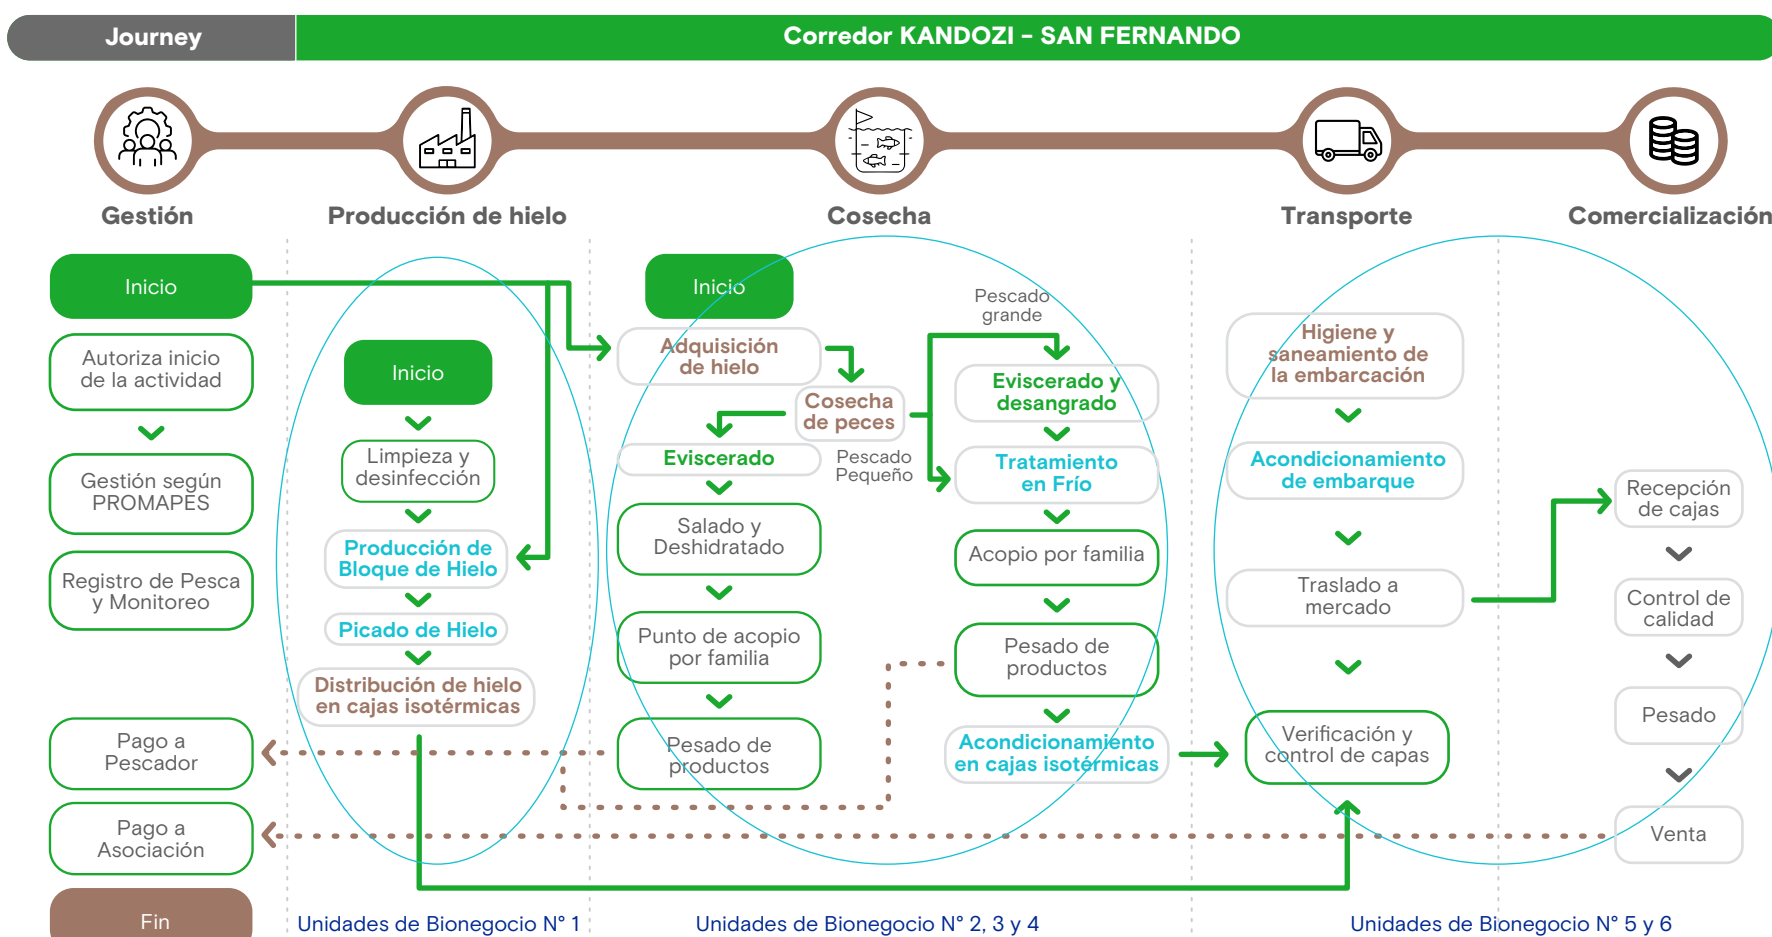 Journey
Corredor KANDOZI - SAN FERNANDO
Gestión
Producción de hielo
Cosecha
Transporte
Comercialización
Inicio
Autoriza inicio
de la actividad
Gestión según
PROMAPES
Registro de Pesca
y Monitoreo
Pago a
Pescador
Pago a
Asociación
Fin
Inicio
Limpieza y
desinfección
Producción de
Bloque de Hielo
Picado de Hielo
Distribución de hielo
en cajas isotérmicas
Unidades de Bionegocio N° 1
Inicio
Adquisición
de hielo
Cosecha
de peces
Eviscerado
Pescado
Pequeño
Salado y
Deshidratado
Punto de acopio
por familia
Pesado de
productos
Pescado
grande
Eviscerado y
desangrado
Tratamiento
en Frío
Acopio por familia
Pesado de
productos
Acondicionamiento
en cajas isotérmicas
Unidades de Bionegocio N° 2, 3 y 4
Higiene y
saneamiento de
la embarcación
Acondicionamiento
de embarque
Traslado a
mercado
Verificación y
control de capas
Recepción
de cajas
Control de
calidad
Pesado
Venta
Unidades de Bionegocio N° 5 y 6